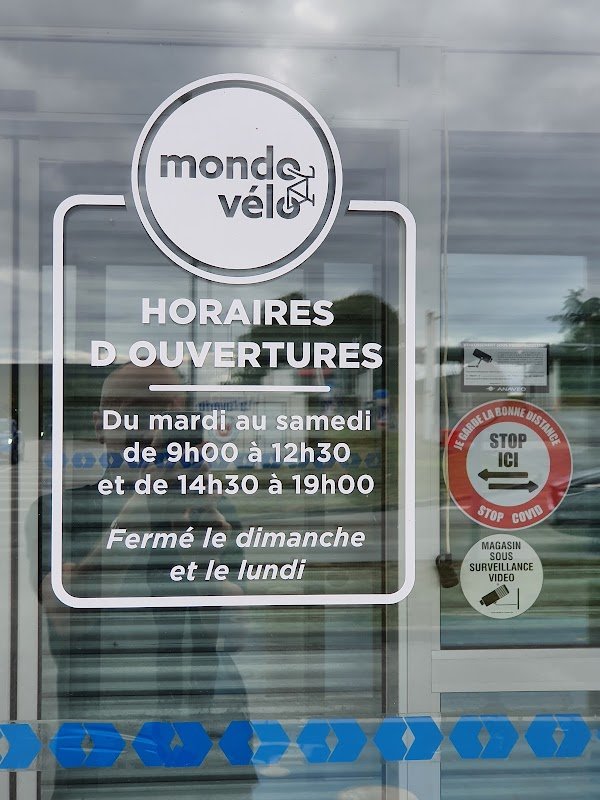 mondo
vélo
HORAIRES
D OUVERTURES
Du mardi au samedi
de 9h00 à 12h30
et de 14h30 à 19h00
Fermé le dimanche
et le lundi
ANAVEO
JE GARDE LA BONNE DISTANCE
STOP
ICI
STOP COVID
MAGASIN
SOUS
SURVEILLANCE
VIDEO